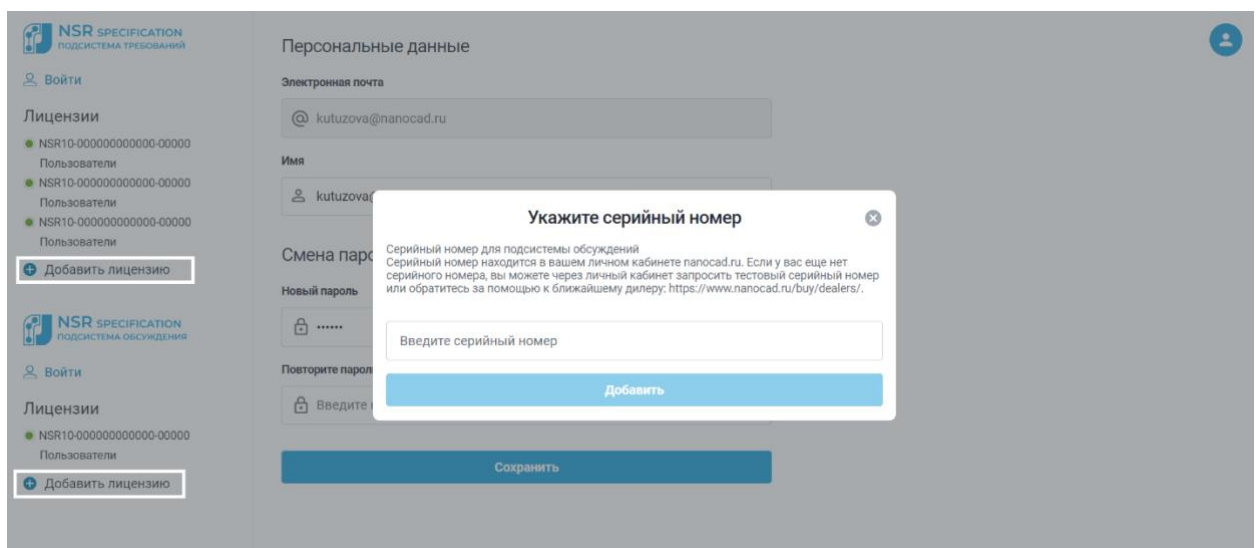 NSR SPECIFICATION
ПОДСИСТЕМА ТРЕБОВАНИЙ
Войти
Лицензии
NSR10-000000000000-00000
Пользователи
NSR10-000000000000-00000
Пользователи
NSR10-000000000000-00000
Пользователи
Добавить лицензию
NSR SPECIFICATION
ПОДСИСТЕМА ОБСУЖДЕНИЯ
Войти
Лицензии
NSR10-000000000000-00000
Пользователи
Добавить лицензию
Персональные данные
Электронная почта
kutuzova@nanocad.ru
Имя
kutuzova@
Смена паро
Новый пароль
••••••
Повторите парол
Введите
Сохранить
Укажите серийный номер
Серийный номер для подсистемы обсуждений
Серийный номер находится в вашем личном кабинете nanocad.ru. Если у вас еще нет
серийного номера, вы можете через личный кабинет запросить тестовый серийный номер
или обратитесь за помощью к ближайшему дилеру: https://www.nanocad.ru/buy/dealers/.
Введите серийный номер
Добавить